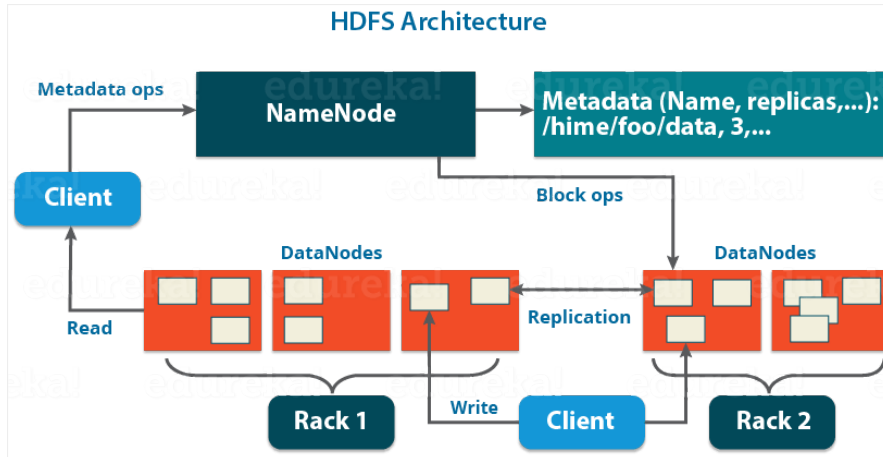 HDFS Architecture
edureka!
Metadata ops
NameNode
Metadata (Name, replicas,...):
/hime/foo/data, 3,...
Client
Block ops
DataNodes
DataNodes
Read
Replication
Write
Rack 1
Client
Rack 2